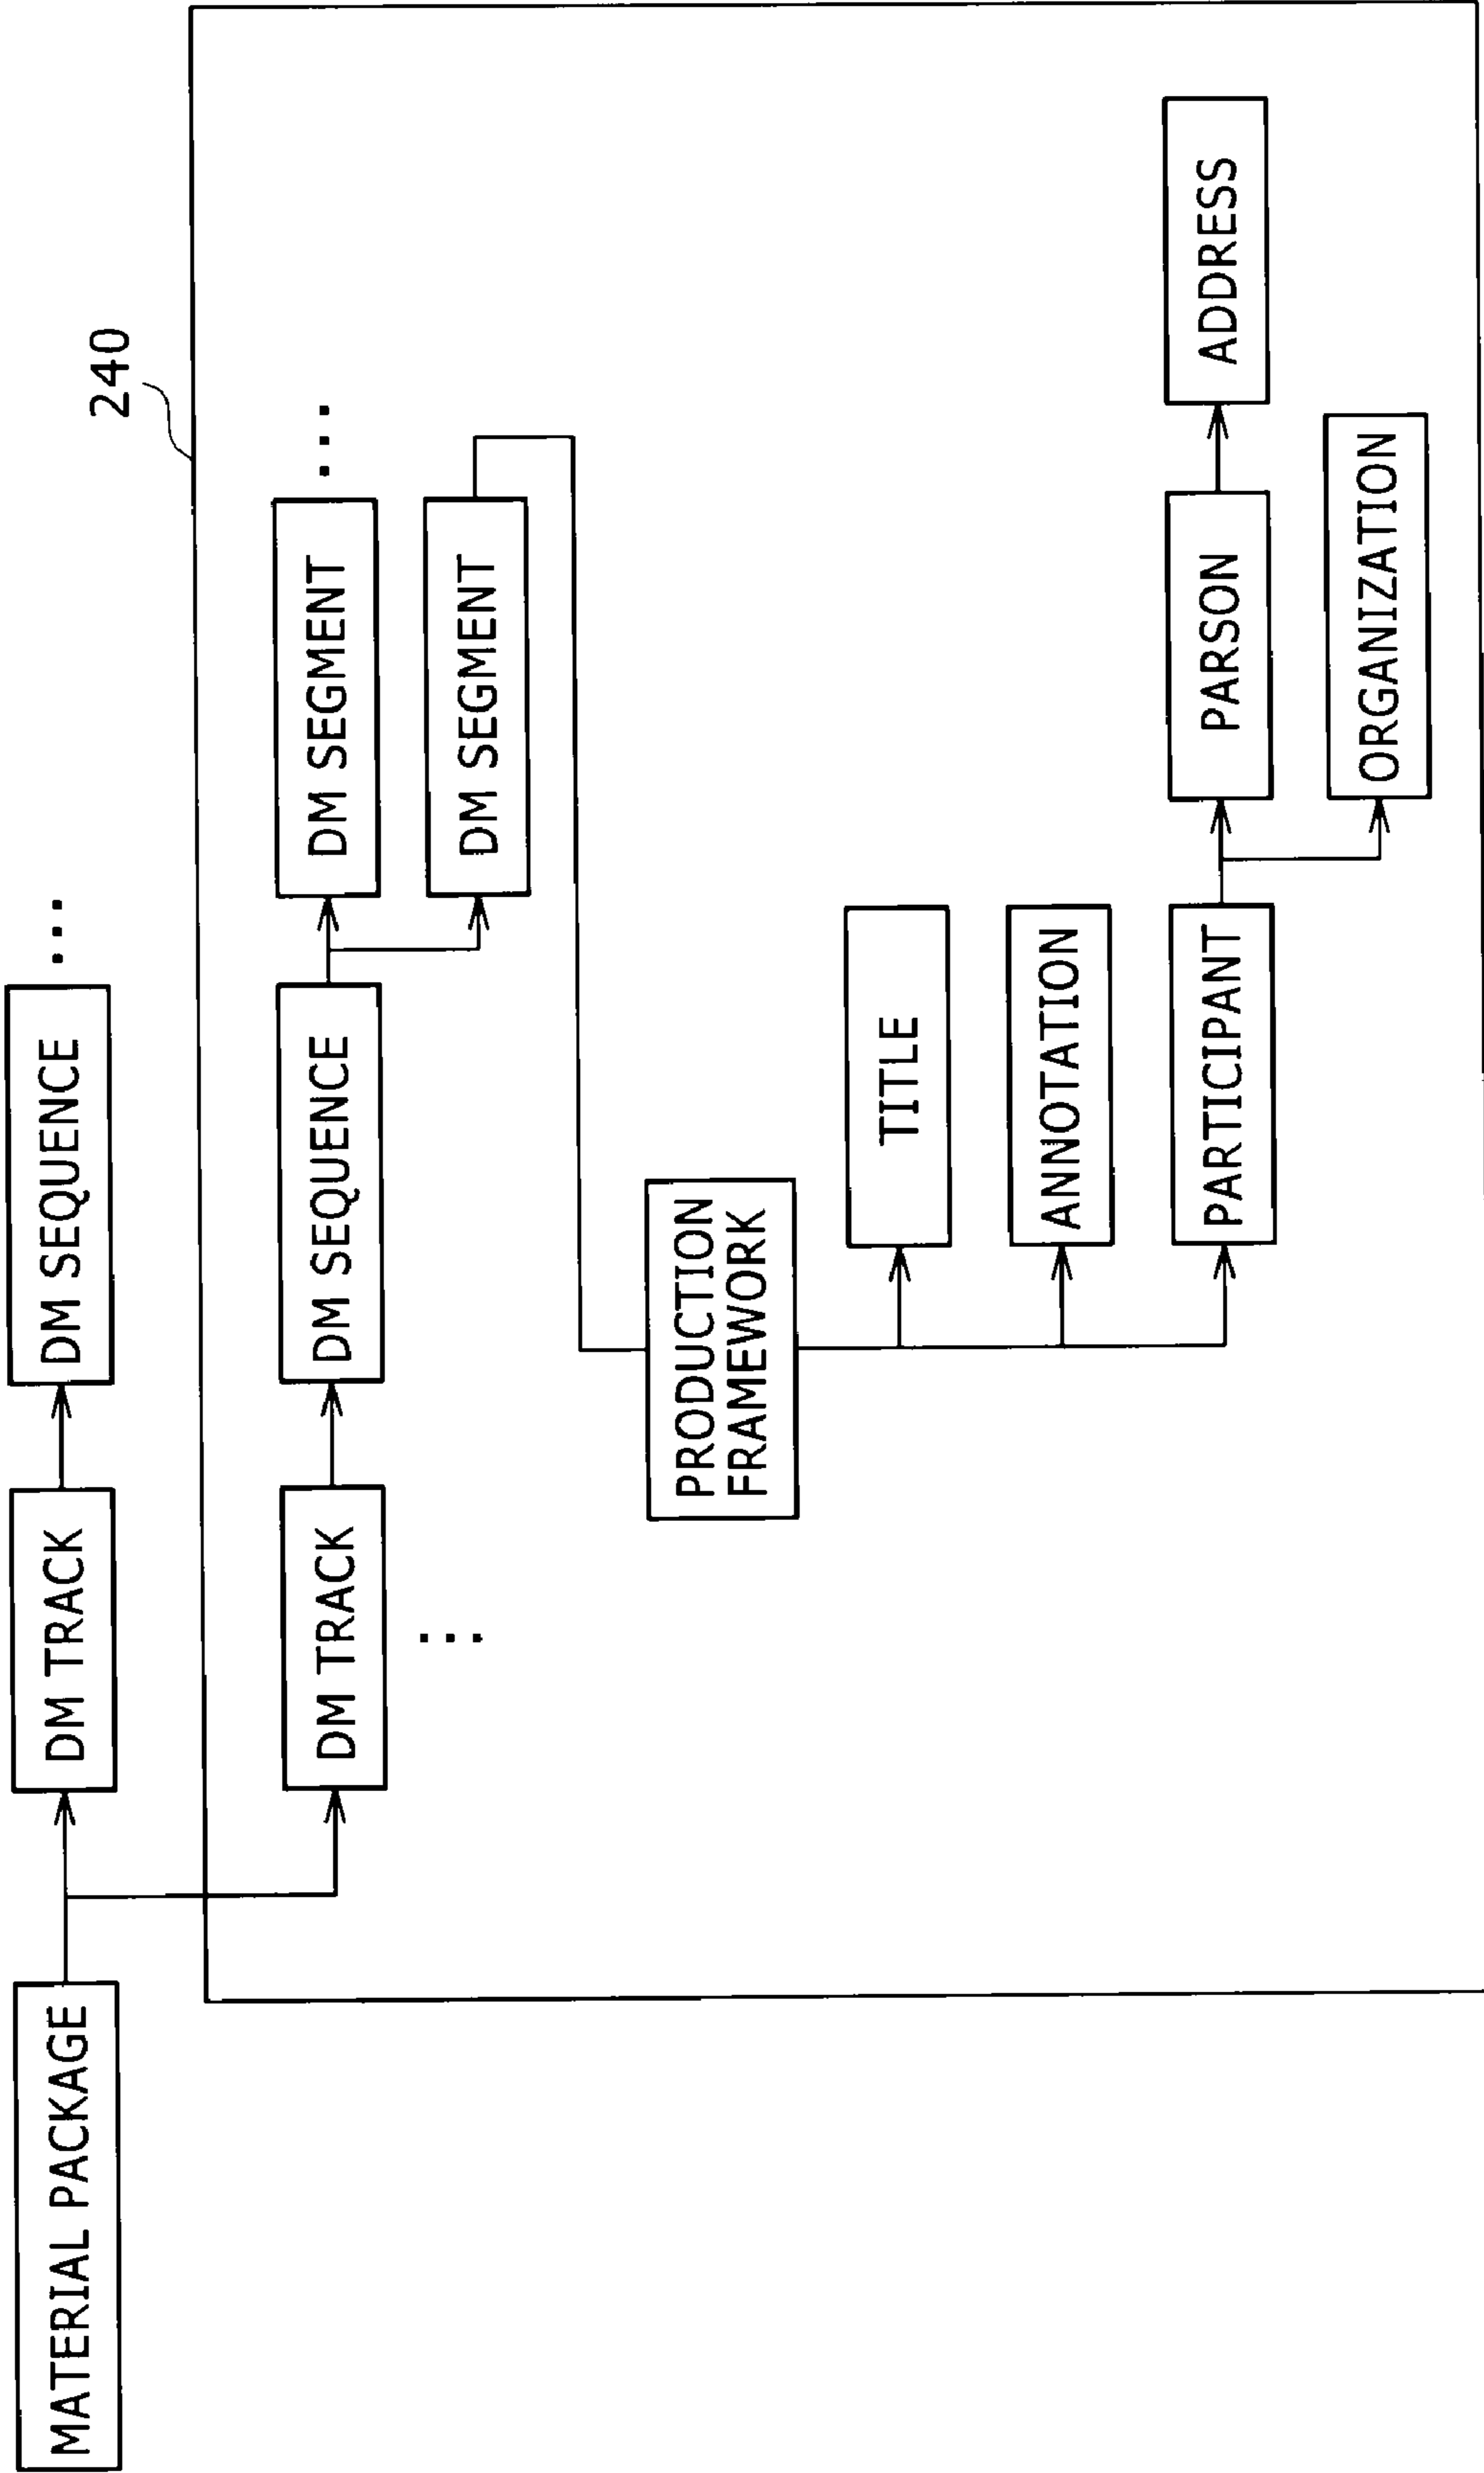 MATERIAL PACKAGE
DM TRACK
DM SEQUENCE
...
240
DM TRACK
DM SEQUENCE
DM SEGMENT
...
...
DM SEGMENT
PRODUCTION
FRAMEWORK
TITLE
ANNOTATION
PARTICIPANT
PARSON
ADDRESS
ORGANIZATION